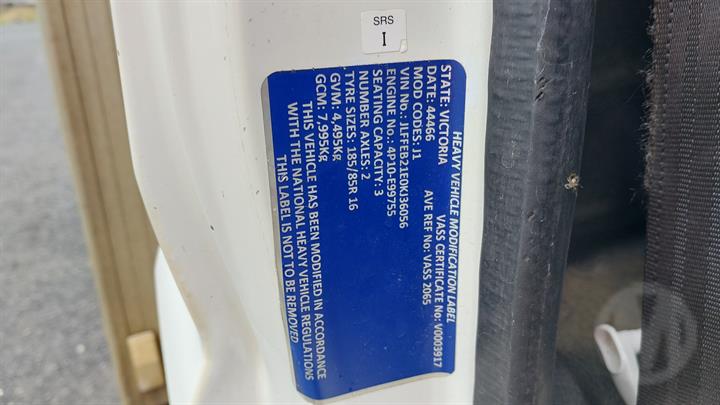 SRS
I
HEAVY VEHICLE MODIFICATION LABEL
STATE: VICTORIA VASS CERTIFICATE No: V0003917
DATE: 44466 AVE REF No: VASS 2065
MOD CODES: J1
VIN No.: J1FFEB21E0KJ36056
ENGINE No.: 4P10-E99755
SEATING CAPACITY: 3
NUMBER AXLES: 2
TYRE SIZES: 185/85R 16
GVM: 4,495Kg
GCM: 7,995Kg
THIS VEHICLE HAS BEEN MODIFIED IN ACCORDANCE
WITH THE NATIONAL HEAVY VEHICLE REGULATIONS
THIS LABEL IS NOT TO BE REMOVED